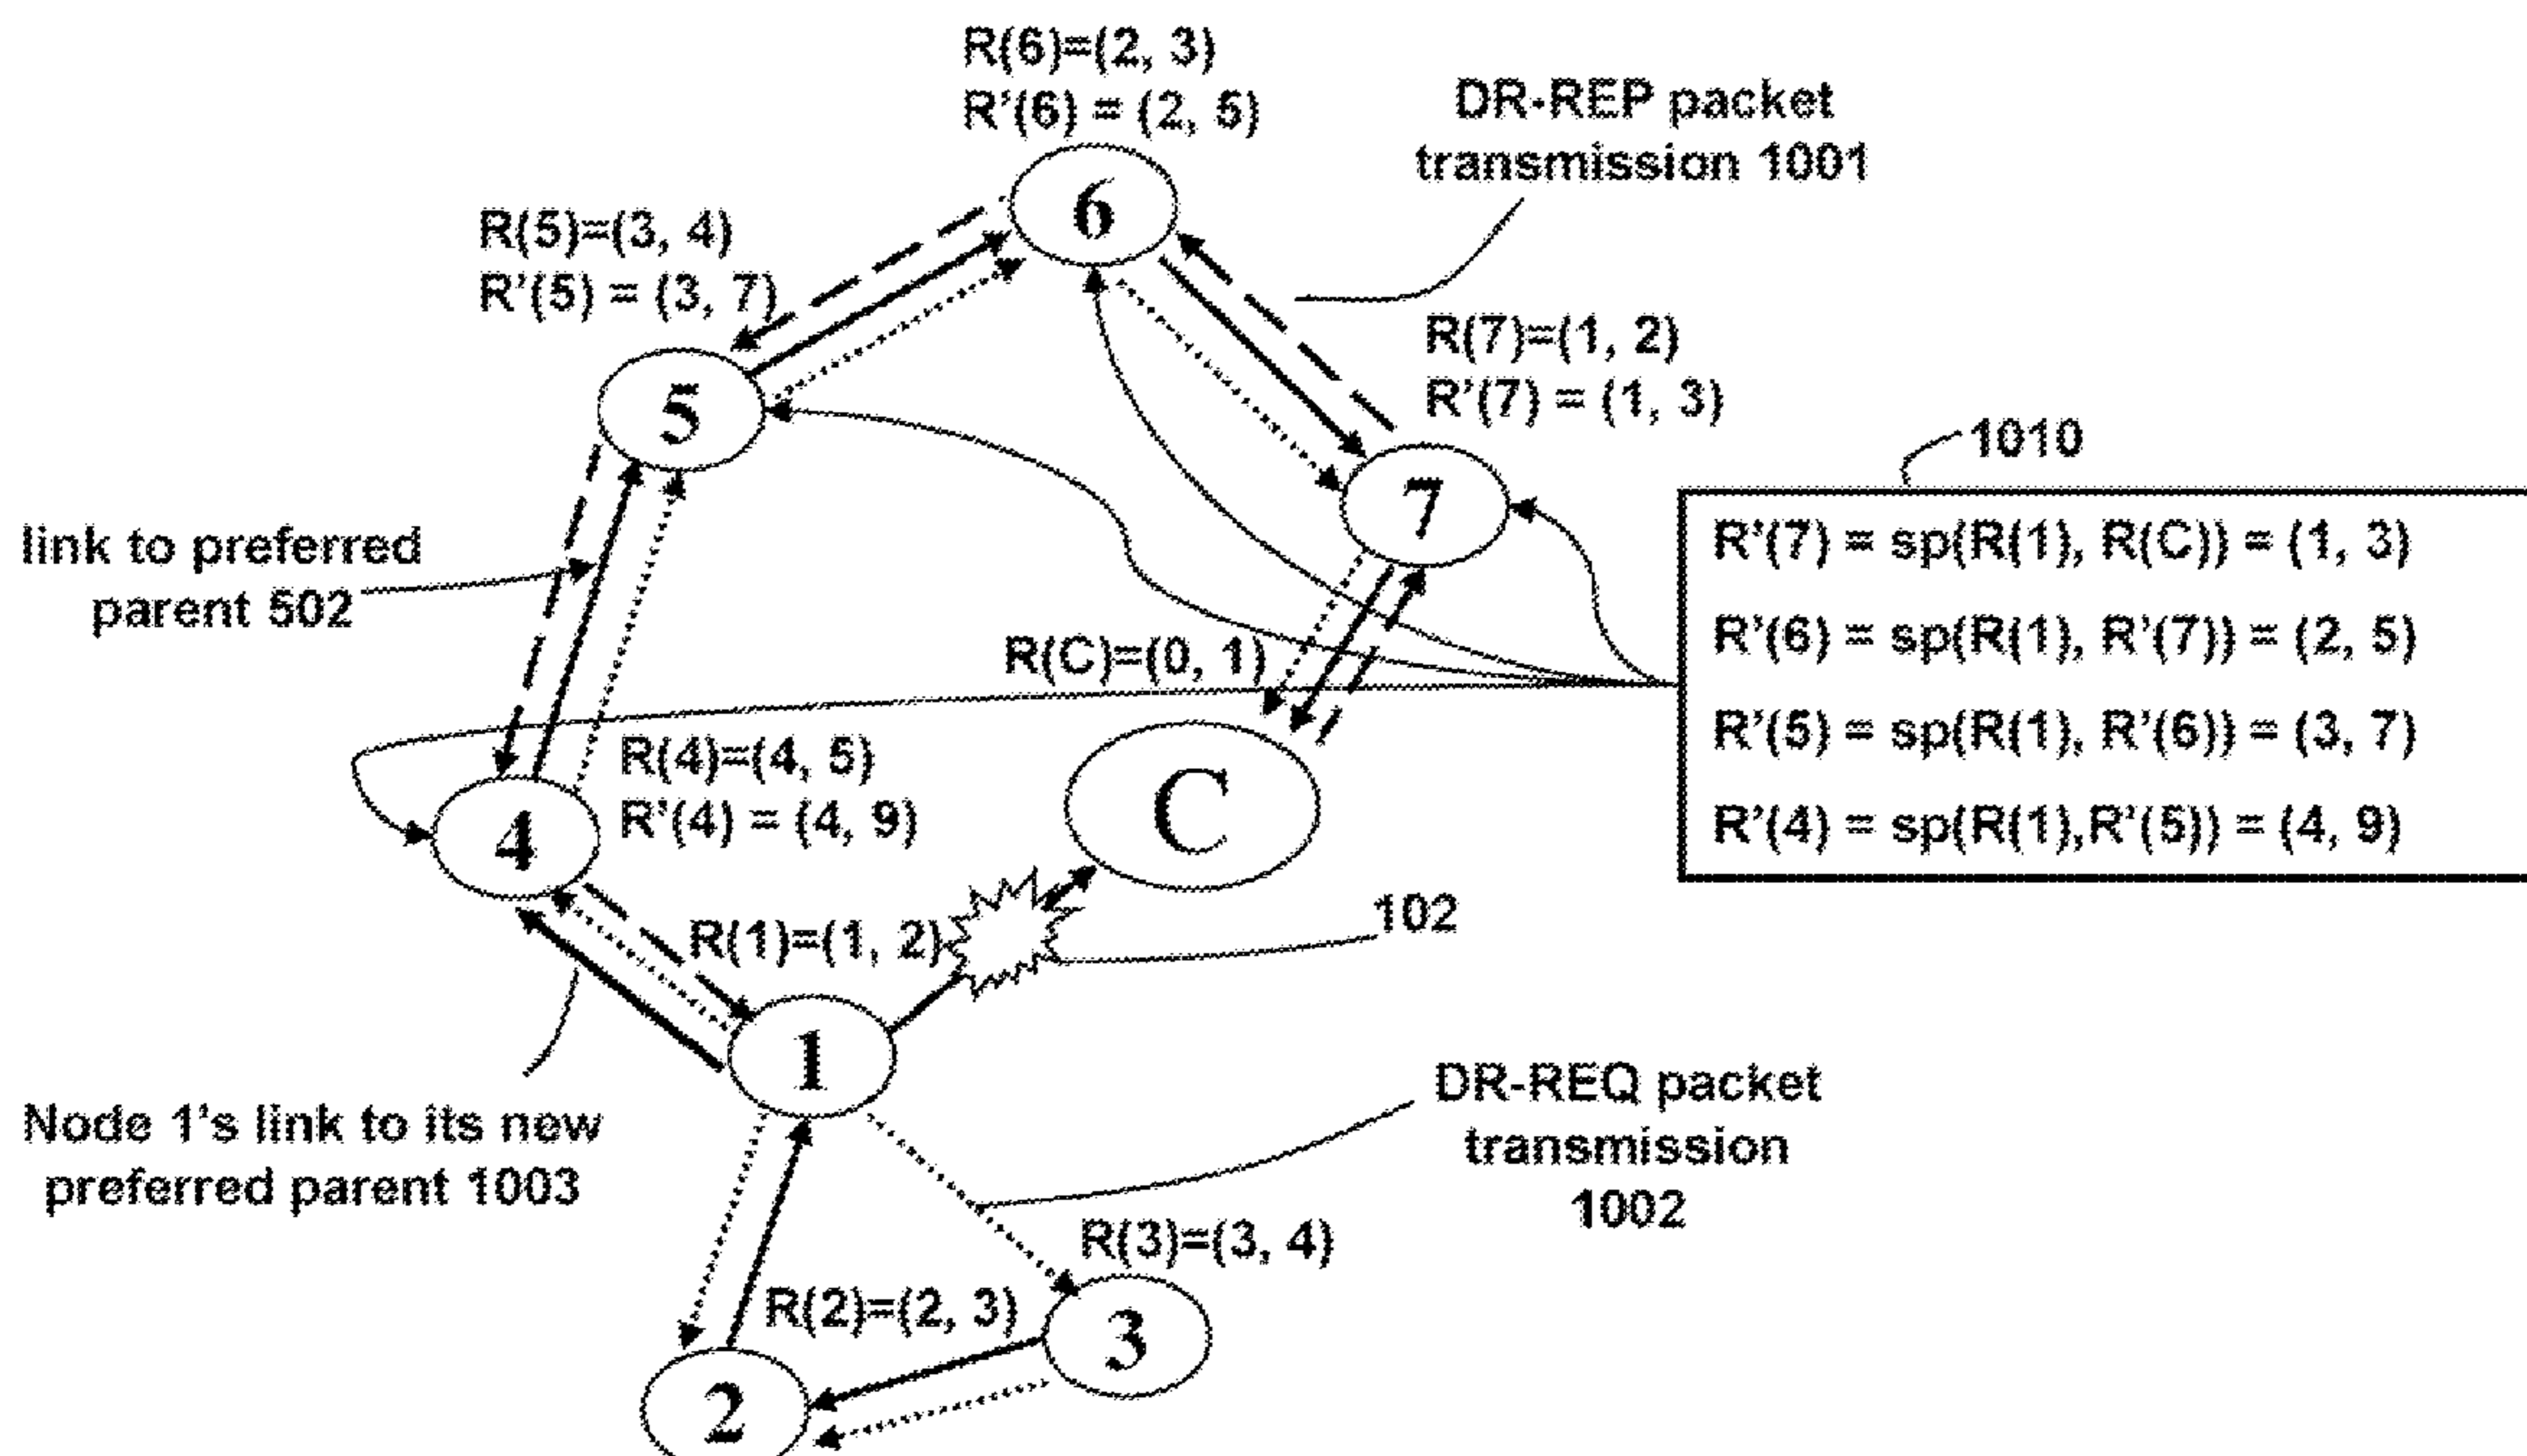 R(6)=(2, 3)
R'(6) = (2, 5)
DR-REP packet
transmission 1001
6
R(5)=(3, 4)
R'(5) = (3, 7)
R(7)=(1, 2)
R'(7) = (1, 3)
5
7
1010
R'(7) = sp(R(1), R(C)) = (1, 3)
R'(6) = sp(R(1), R'(7)) = (2, 5)
R'(5) = sp(R(1), R'(6)) = (3, 7)
R'(4) = sp(R(1),R'(5)) = (4, 9)
link to preferred
parent 502
R(C)=(0, 1)
R(4)=(4, 5)
R'(4) = (4, 9)
4
C
R(1)=(1, 2)
102
1
Node 1's link to its new
preferred parent 1003
DR-REQ packet
transmission
1002
R(3)=(3, 4)
R(2)=(2, 3)
3
2